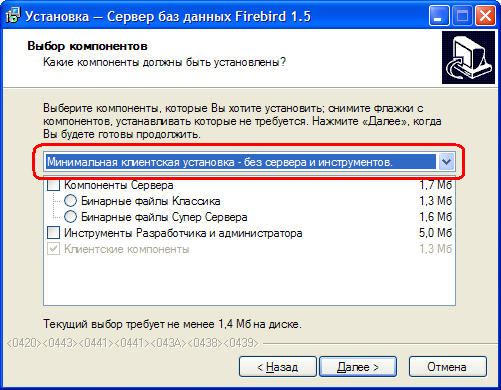 Установка — Сервер баз данных Firebird 1.5
Выбор компонентов
Какие компоненты должны быть установлены?
Выберите компоненты, которые Вы хотите установить; снимите флажки с
компонентов, устанавливать которые не требуется. Нажмите «Далее», когда
Вы будете готовы продолжить.
Минимальная клиентская установка - без сервера и инструментов.
Компоненты Сервера 1,7 Мб
Бинарные файлы Классика 1,3 Мб
Бинарные файлы Супер Сервера 1,6 Мб
Инструменты Разработчика и администратора 5,0 Мб
Клиентские компоненты 1,3 Мб
Текущий выбор требует не менее 1,4 Мб на диске.
<0420><0443><0441><0441><043A><0438><0439>
< Назад Далее > Отмена